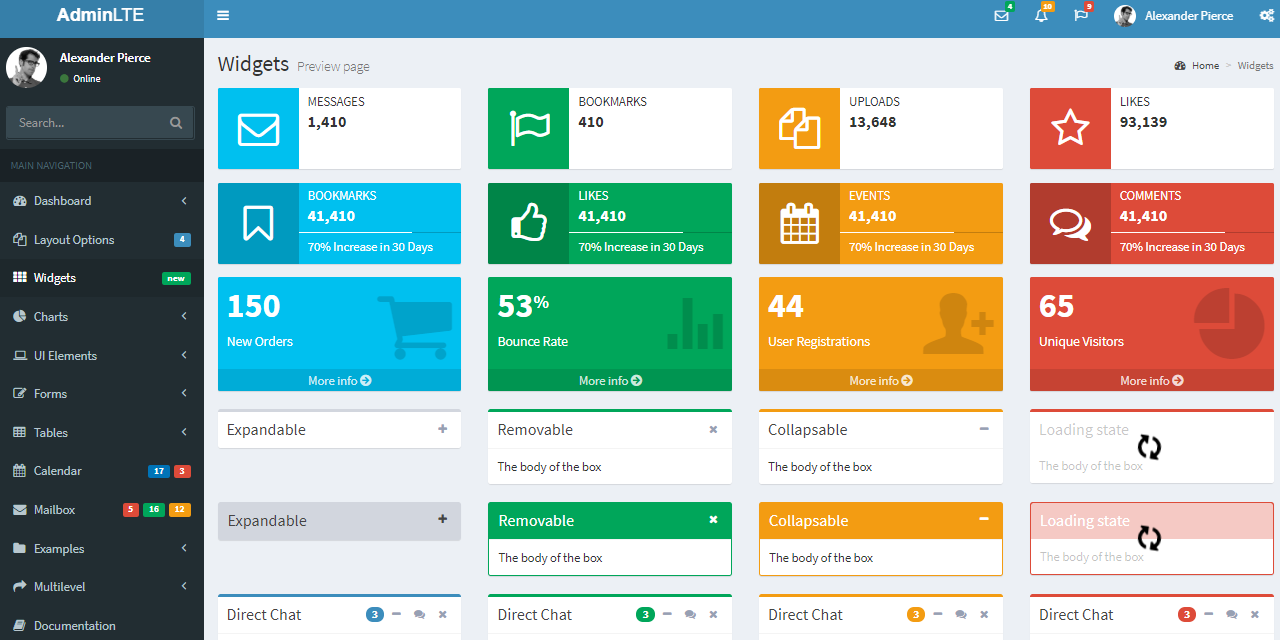 AdminLTE
4
10
9
Alexander Pierce
Alexander Pierce
Online
Search...
MAIN NAVIGATION
Dashboard
Layout Options 4
Widgets new
Charts
UI Elements
Forms
Tables
Calendar 17 3
Mailbox 5 16 12
Examples
Multilevel
Documentation
Widgets Preview page
Home > Widgets
MESSAGES
1,410
BOOKMARKS
410
UPLOADS
13,648
LIKES
93,139
BOOKMARKS
41,410
70% Increase in 30 Days
LIKES
41,410
70% Increase in 30 Days
EVENTS
41,410
70% Increase in 30 Days
COMMENTS
41,410
70% Increase in 30 Days
150
New Orders
More info
53%
Bounce Rate
More info
44
User Registrations
More info
65
Unique Visitors
More info
Expandable
Removable
The body of the box
Collapsable
The body of the box
Loading state
The body of the box
Expandable
Removable
The body of the box
Collapsable
The body of the box
Loading state
The body of the box
Direct Chat 3
Direct Chat 3
Direct Chat 3
Direct Chat 3